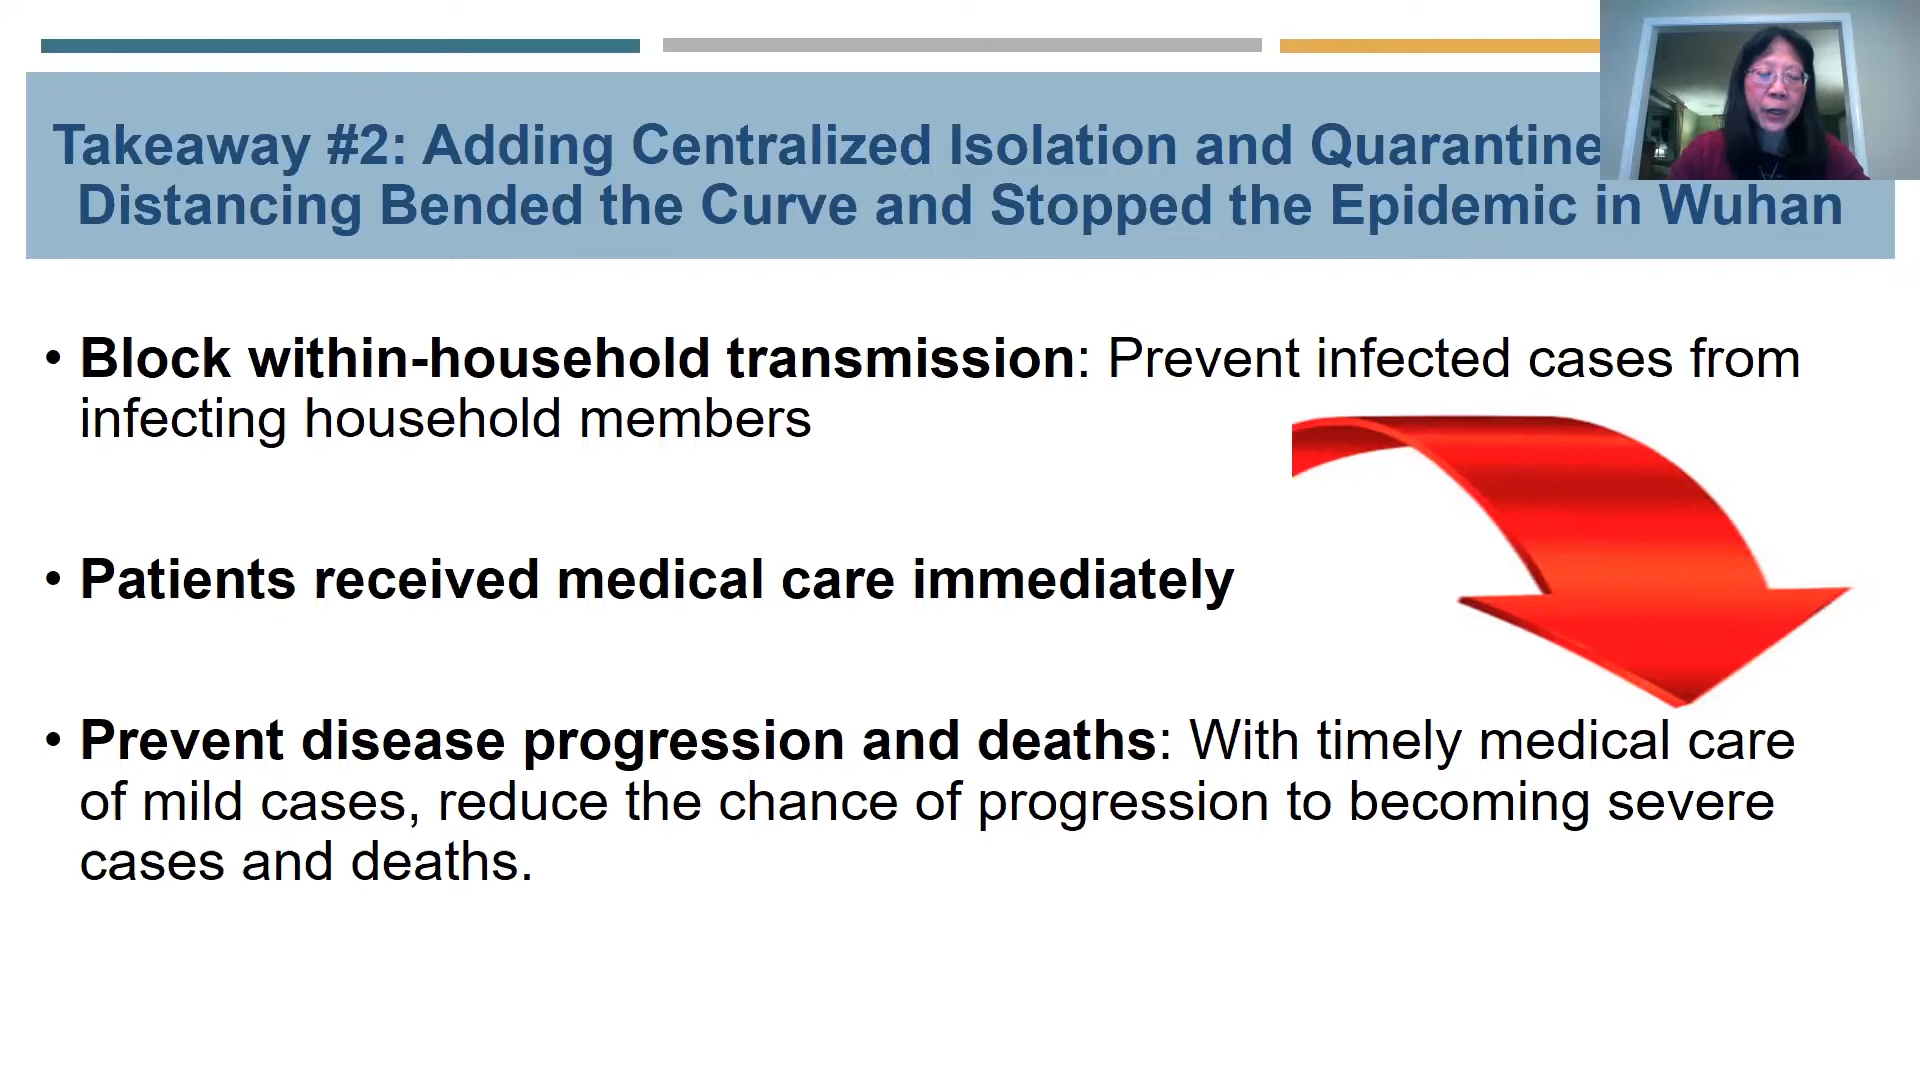 Takeaway #2: Adding Centralized Isolation and Quarantine
Distancing Bended the Curve and Stopped the Epidemic in Wuhan
• Block within-household transmission: Prevent infected cases from
infecting household members
• Patients received medical care immediately
• Prevent disease progression and deaths: With timely medical care
of mild cases, reduce the chance of progression to becoming severe
cases and deaths.